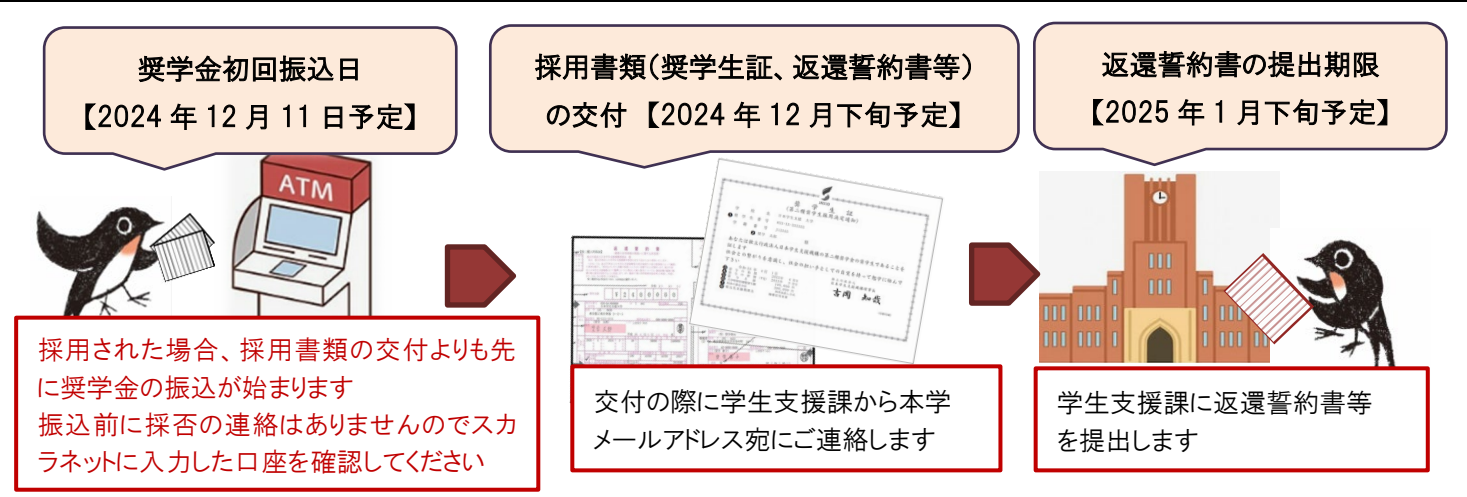 奨学金初回振込日
【2024 年 12 月 11 日予定】
ATM
採用された場合、採用書類の交付よりも先
に奨学金の振込が始まります
振込前に採否の連絡はありませんのでスカ
ラネットに入力した口座を確認してください
採用書類（奨学生証、返還誓約書等）
の交付 【2024 年 12 月下旬予定】
奨 学 生 証
交付の際に学生支援課から本学
メールアドレス宛にご連絡します
返還誓約書の提出期限
【2025 年 1 月下旬予定】
学生支援課に返還誓約書等
を提出します